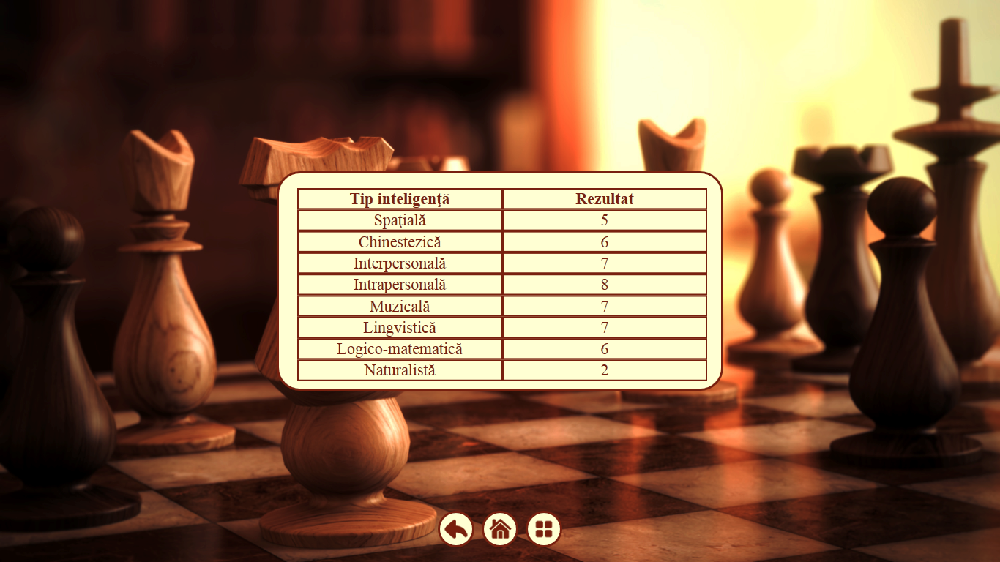 Tip inteligenţă Rezultat
Spaţială 5
Chinestezică 6
Interpersonală 7
Intrapersonală 8
Muzicală 7
Lingvistică 7
Logico-matematică 6
Naturalistă 2